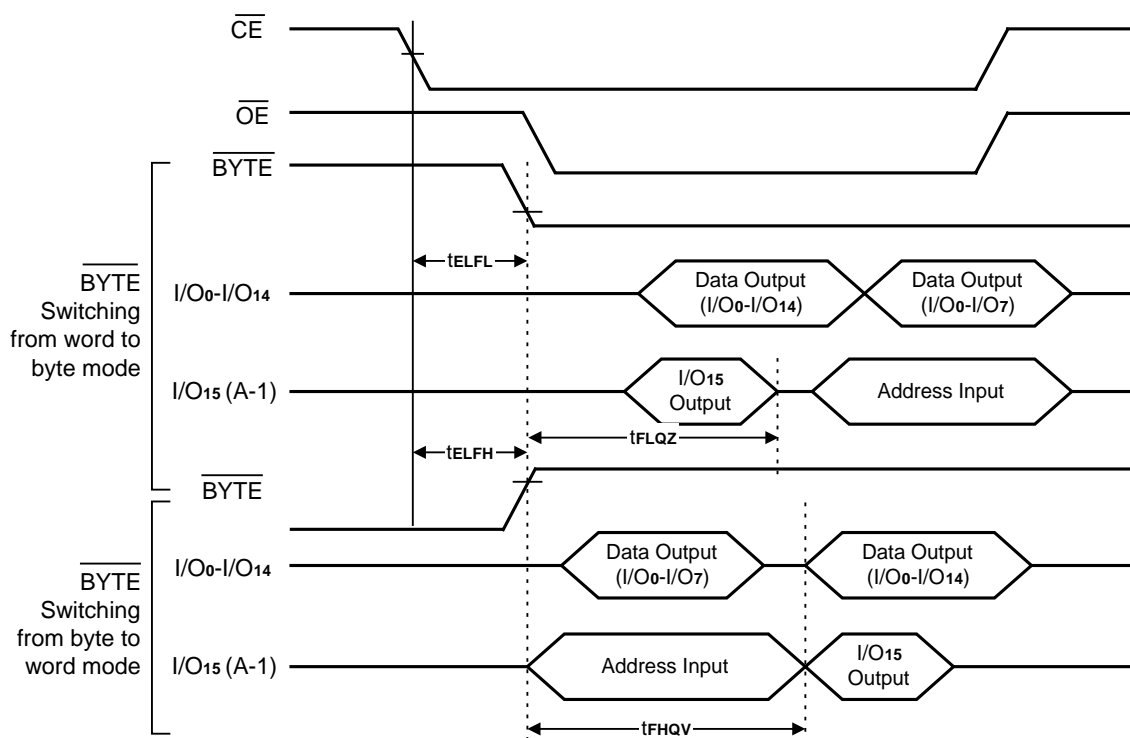 CE
OE
BYTE
tELFL
BYTE
Switching
from word to
byte mode
I/O0-I/O14
Data Output
(I/O0-I/O14)
Data Output
(I/O0-I/O7)
I/O15 (A-1)
I/O15
Output
Address Input
tELFH
tFLQZ
BYTE
BYTE
Switching
from byte to
word mode
I/O0-I/O14
Data Output
(I/O0-I/O7)
Data Output
(I/O0-I/O14)
I/O15 (A-1)
Address Input
I/O15
Output
tFHQV